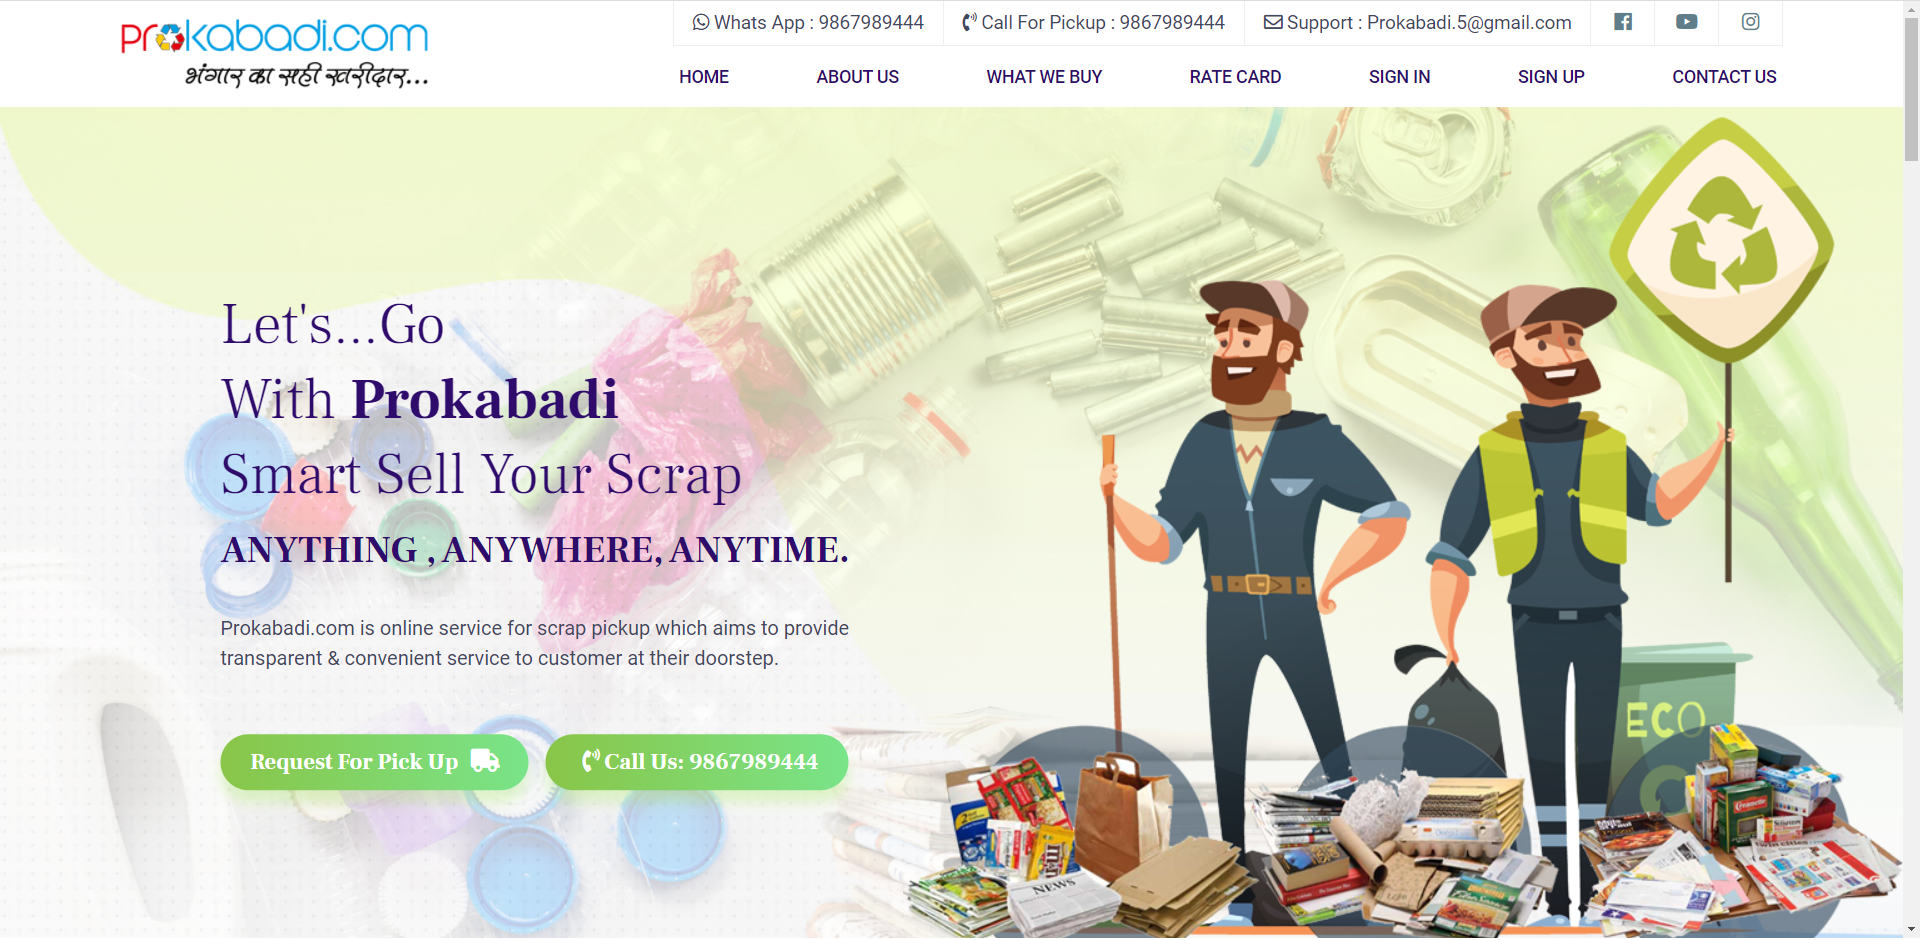 Prokabadi.com
भंगार का सही खरीदार...
Whats App : 9867989444
Call For Pickup : 9867989444
Support : Prokabadi.5@gmail.com
HOME
ABOUT US
WHAT WE BUY
RATE CARD
SIGN IN
SIGN UP
CONTACT US
Let's...Go
With Prokabadi
Smart Sell Your Scrap
ANYTHING , ANYWHERE, ANYTIME.
Prokabadi.com is online service for scrap pickup which aims to provide
transparent & convenient service to customer at their doorstep.
Request For Pick Up
Call Us: 9867989444
ECO
NEWS